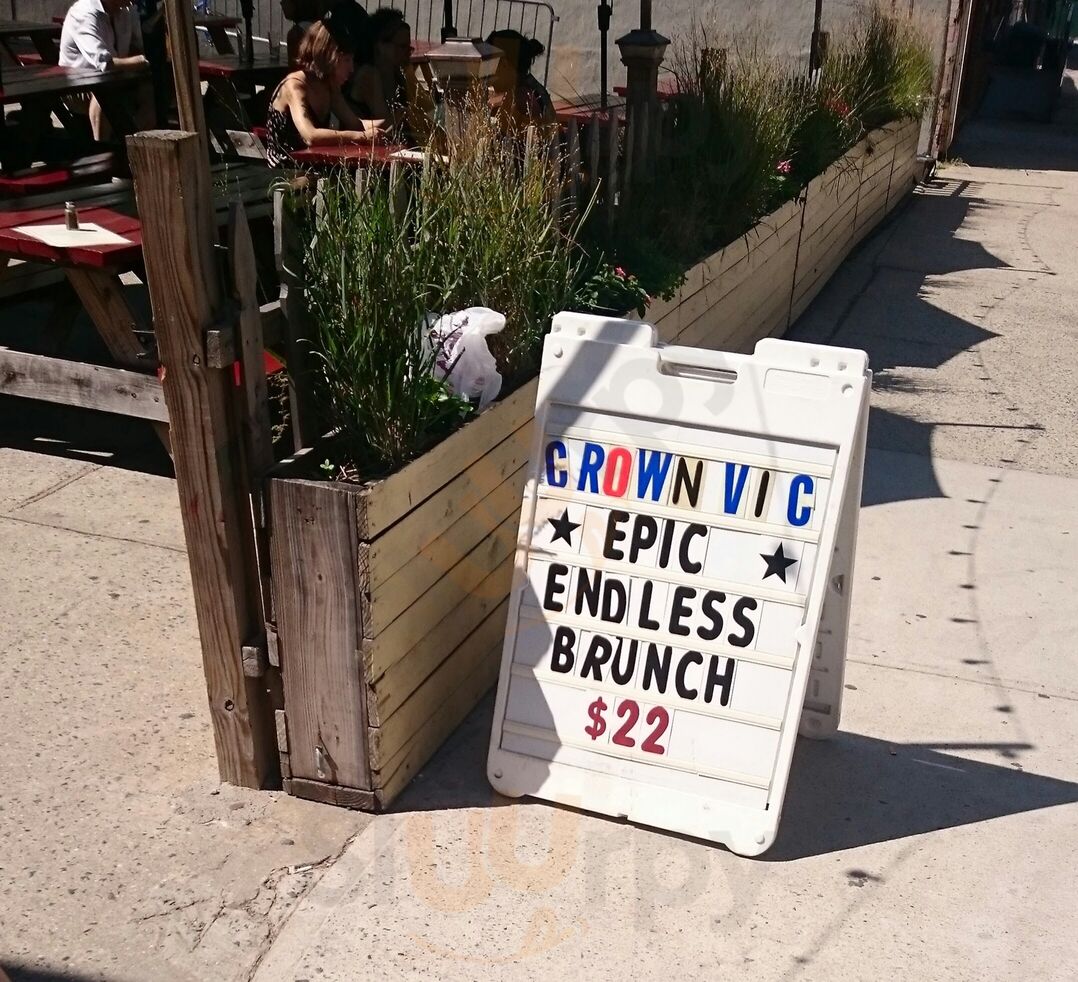 CROWN VIC
★ EPIC ★
ENDLESS
BRUNCH
$22